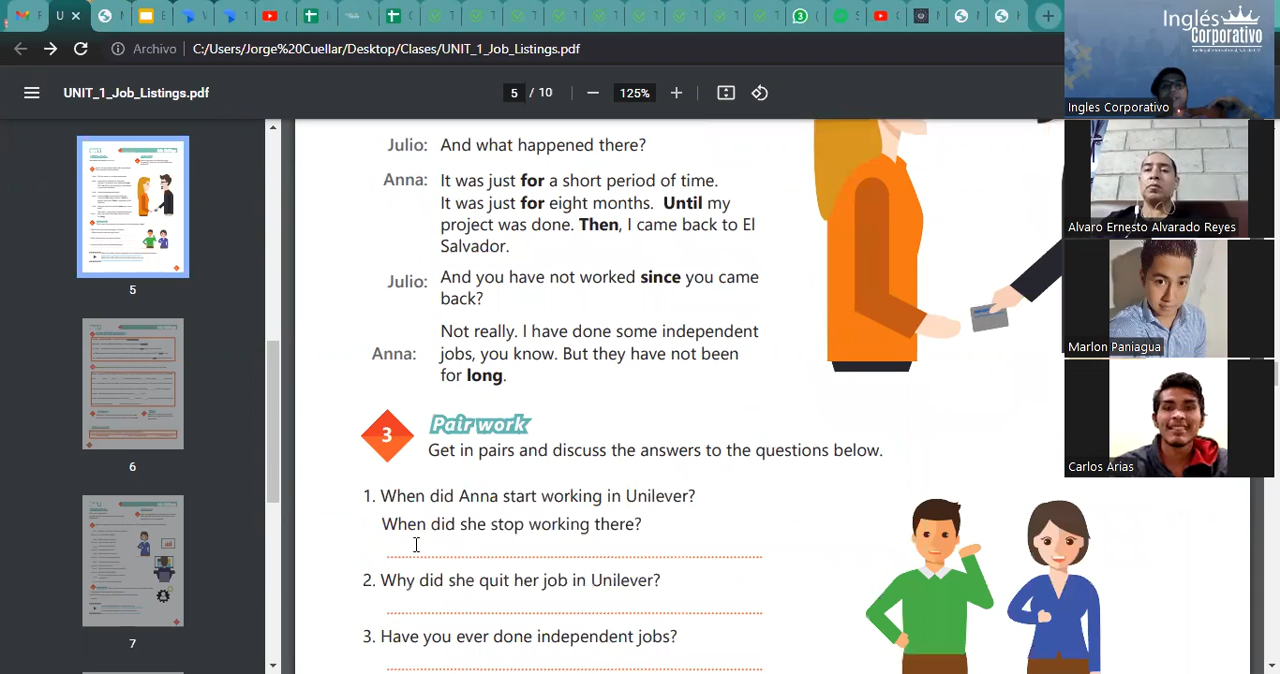 Archivo
C:/Users/Jorge%20Cuellar/Desktop/Clases/UNIT_1_Job_Listings.pdf
UNIT_1_Job_Listings.pdf
5 / 10
125%
5
6
7
Julio: And what happened there?
Anna: It was just for a short period of time.
It was just for eight months. Until my
project was done. Then, I came back to El
Salvador.
Julio: And you have not worked since you came
back?
Anna: Not really. I have done some independent
jobs, you know. But they have not been
for long.
3
Pair work
Get in pairs and discuss the answers to the questions below.
1. When did Anna start working in Unilever?
When did she stop working there?
2. Why did she quit her job in Unilever?
3. Have you ever done independent jobs?
Inglés
Corporativo
Ingles Corporativo
Alvaro Ernesto Alvarado Reyes
Marlon Paniagua
Carlos Arias